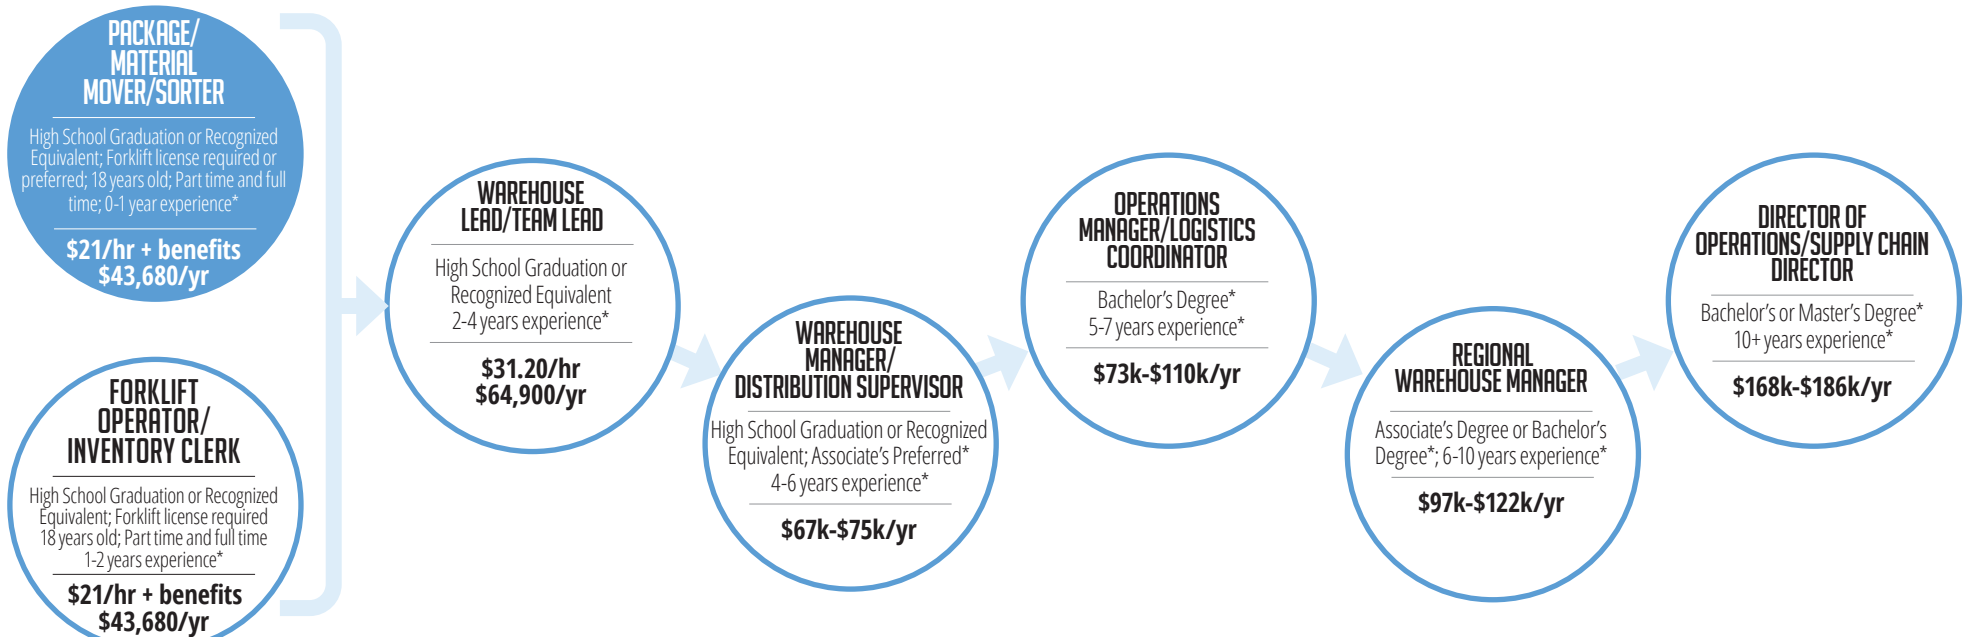 PACKAGE/
MATERIAL
MOVER/SORTER
High School Graduation or Recognized
Equivalent; Forklift license required or
preferred; 18 years old; Part time and full
time; 0-1 year experience*
$21/hr + benefits
$43,680/yr
FORKLIFT
OPERATOR/
INVENTORY CLERK
High School Graduation or Recognized
Equivalent; Forklift license required
18 years old; Part time and full time
1-2 years experience*
$21/hr + benefits
$43,680/yr
WAREHOUSE
LEAD/TEAM LEAD
High School Graduation or
Recognized Equivalent
2-4 years experience*
$31.20/hr
$64,900/yr
WAREHOUSE
MANAGER/
DISTRIBUTION SUPERVISOR
High School Graduation or Recognized
Equivalent; Associate's Preferred*
4-6 years experience*
$67k-$75k/yr
OPERATIONS
MANAGER/LOGISTICS
COORDINATOR
Bachelor's Degree*
5-7 years experience*
$73k-$110k/yr
REGIONAL
WAREHOUSE MANAGER
Associate's Degree or Bachelor's
Degree*; 6-10 years experience*
$97k-$122k/yr
DIRECTOR OF
OPERATIONS/SUPPLY CHAIN
DIRECTOR
Bachelor's or Master's Degree*
10+ years experience*
$168k-$186k/yr